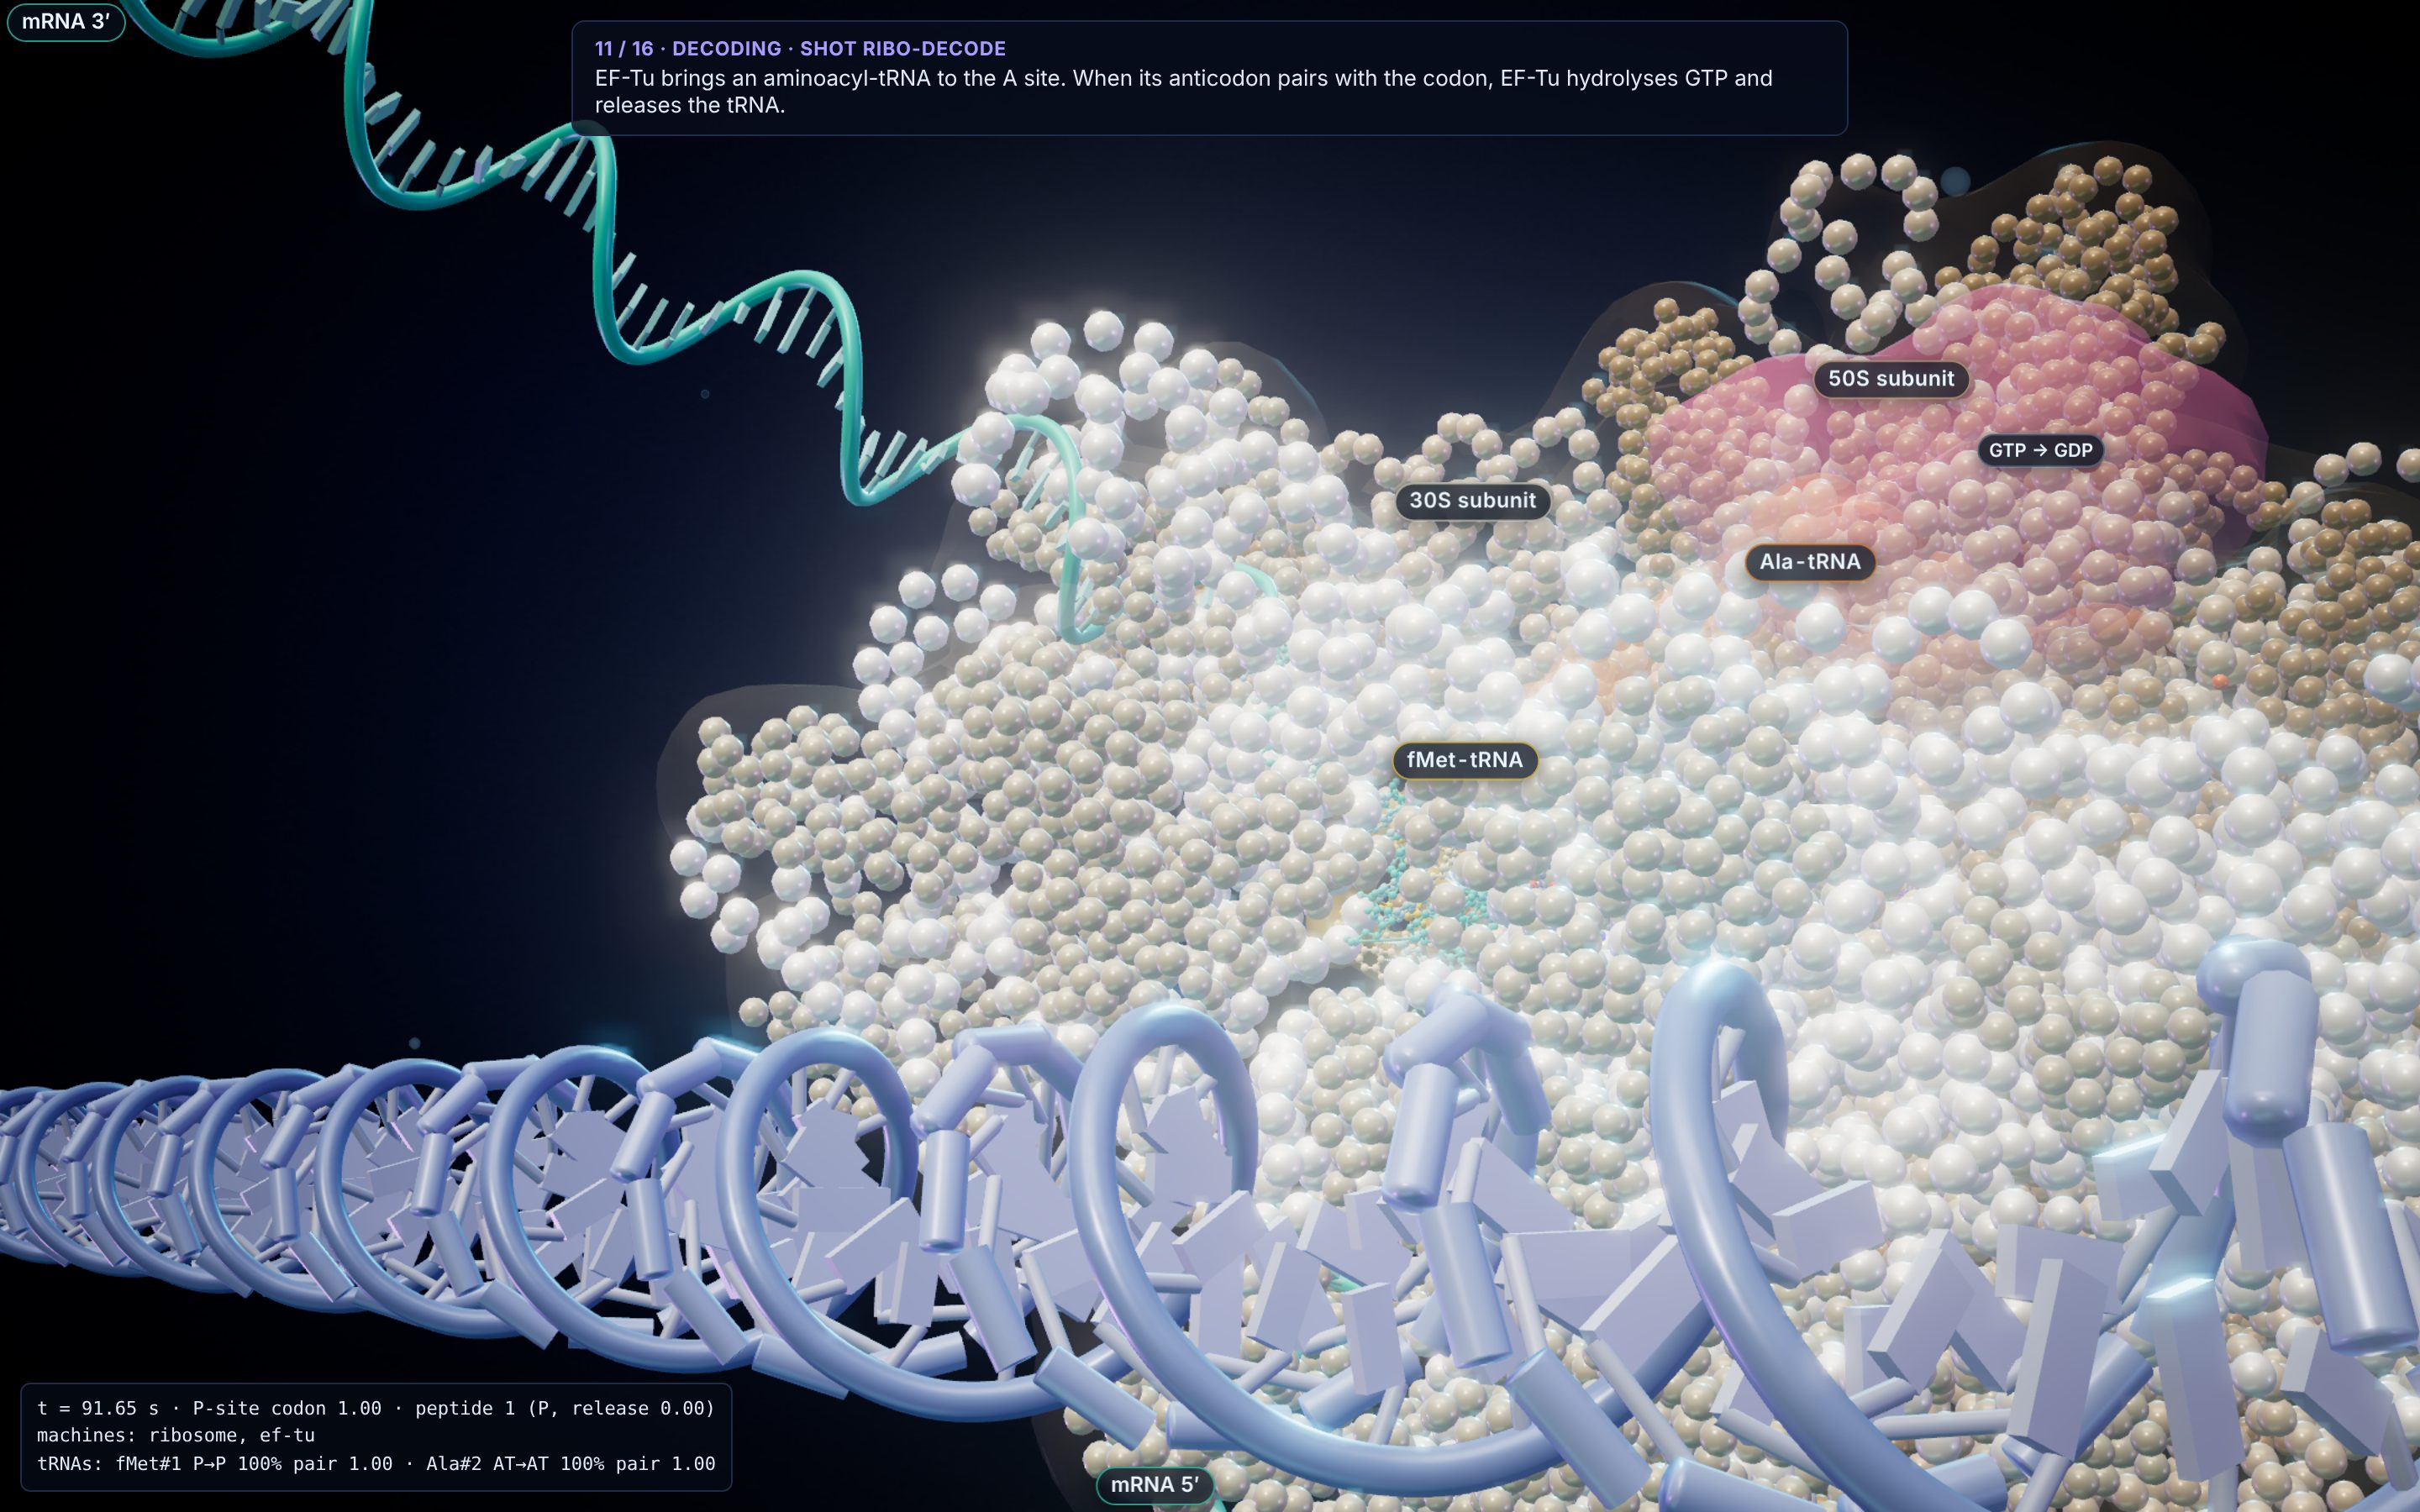 mRNA 3′
11 / 16 · DECODING · SHOT RIBO-DECODE
EF-Tu brings an aminoacyl-tRNA to the A site. When its anticodon pairs with the codon, EF-Tu hydrolyses GTP and
releases the tRNA.
50S subunit
GTP → GDP
30S subunit
Ala-tRNA
fMet-tRNA
t = 91.65 s · P-site codon 1.00 · peptide 1 (P, release 0.00)
machines: ribosome, ef-tu
tRNAs: fMet#1 P→P 100% pair 1.00 · Ala#2 AT→AT 100% pair 1.00
mRNA 5′